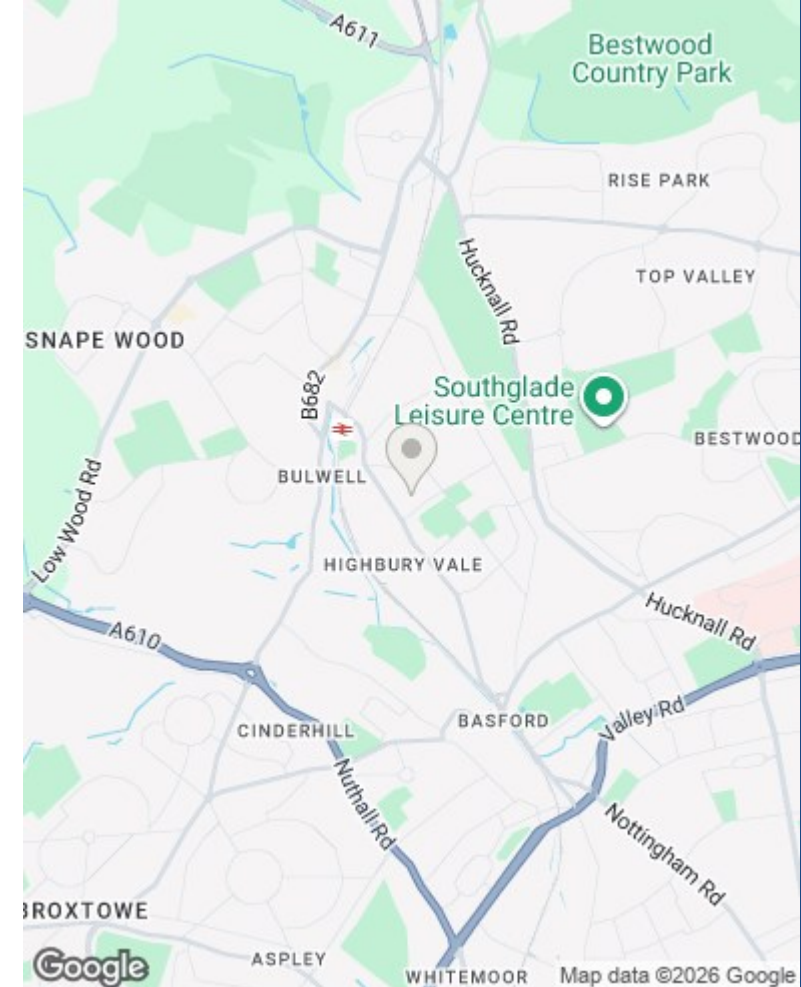 A611
Bestwood
Country Park
RISE PARK
Hucknall Rd
TOP VALLEY
SNAPE WOOD
B682
Southglade
Leisure Centre
BESTWOOD
BULWELL
Low Wood Rd
HIGHBURY VALE
Hucknall Rd
A610
Valley Rd
BASFORD
CINDERHILL
Nuthall Rd
Nottingham Rd
BROXTOWE
ASPLEY
WHITEMOOR
Google
Map data ©2026 Google